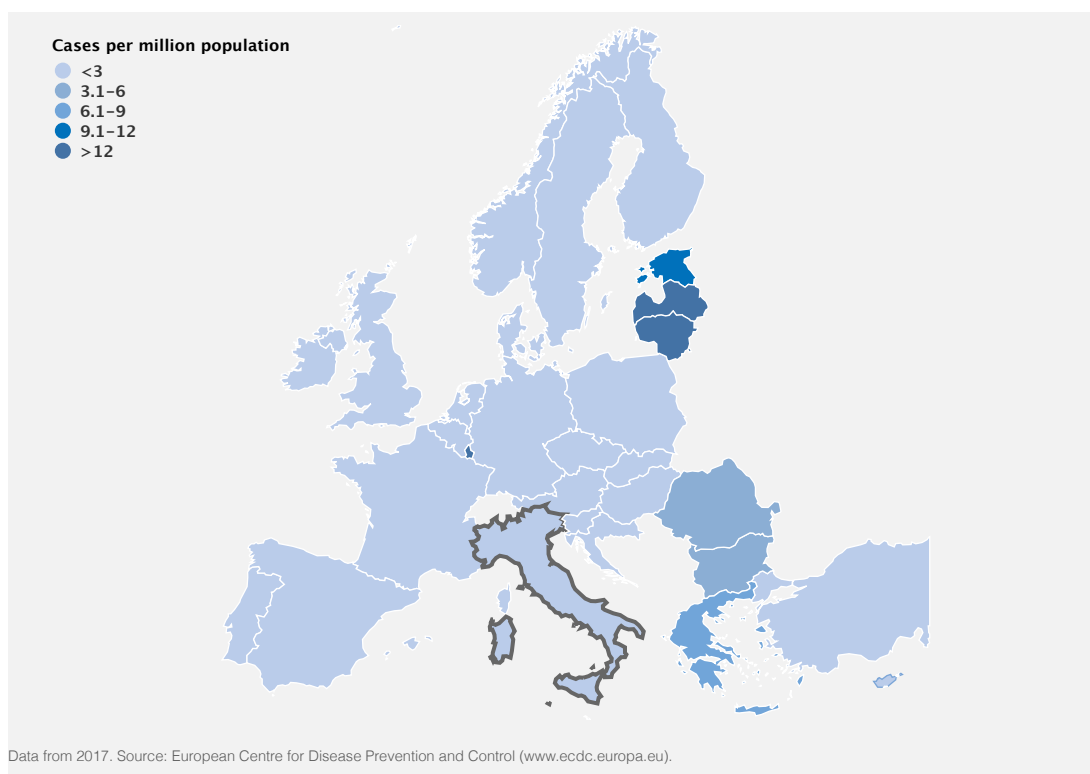 Cases per million population
<3
3.1–6
6.1–9
9.1–12
>12
Data from 2017. Source: European Centre for Disease Prevention and Control (www.ecdc.europa.eu).